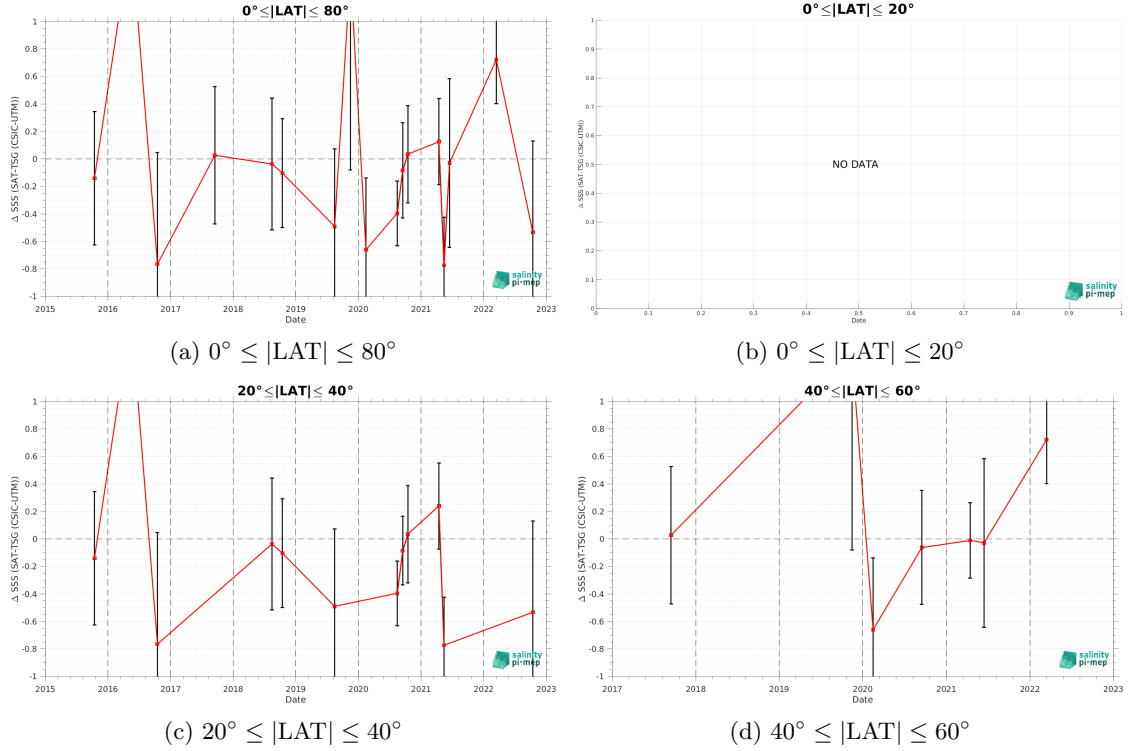 0°≤|LAT|≤ 80°
1
0.8
0.6
0.4
0.2
0
-0.2
-0.4
-0.6
-0.8
-1
Δ SSS (SAT-TSG (CSIC-UTM))
2015 2016 2017 2018 2019 2020 2021 2022 2023
Date
salinity
pi-mep
(a) 0° ≤ |LAT| ≤ 80°
0°≤|LAT|≤ 20°
1
0.9
0.8
0.7
0.6
0.5
0.4
0.3
0.2
0.1
0
Δ SSS (SAT-TSG (CSIC-UTM))
NO DATA
0 0.1 0.2 0.3 0.4 0.5 0.6 0.7 0.8 0.9 1
Date
salinity
pi-mep
(b) 0° ≤ |LAT| ≤ 20°
20°≤|LAT|≤ 40°
1
0.8
0.6
0.4
0.2
0
-0.2
-0.4
-0.6
-0.8
-1
Δ SSS (SAT-TSG (CSIC-UTM))
2015 2016 2017 2018 2019 2020 2021 2022 2023
Date
salinity
pi-mep
(c) 20° ≤ |LAT| ≤ 40°
40°≤|LAT|≤ 60°
1
0.8
0.6
0.4
0.2
0
-0.2
-0.4
-0.6
-0.8
-1
Δ SSS (SAT-TSG (CSIC-UTM))
2017 2018 2019 2020 2021 2022 2023
Date
salinity
pi-mep
(d) 40° ≤ |LAT| ≤ 60°